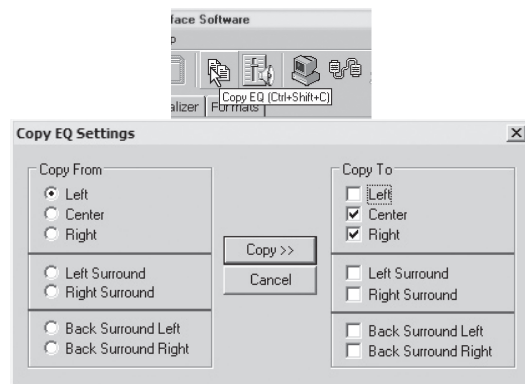 rface Software
p
Copy EQ (Ctrl+Shift+C)
alizer
Formats
Copy EQ Settings
Copy From
Left
Center
Right
Left Surround
Right Surround
Back Surround Left
Back Surround Right
Copy >>
Cancel
Copy To
Left
Center
Right
Left Surround
Right Surround
Back Surround Left
Back Surround Right